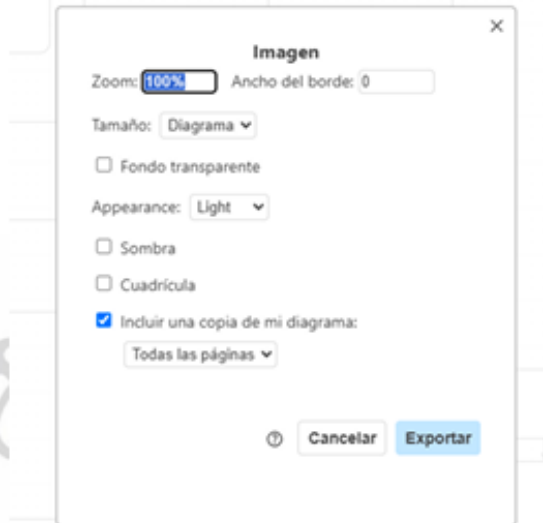 Imagen
Zoom: 100% Ancho del borde: 0
Tamaño: Diagrama
Fondo transparente
Appearance: Light
Sombra
Cuadrícula
Incluir una copia de mi diagrama:
Todas las páginas
Cancelar Exportar